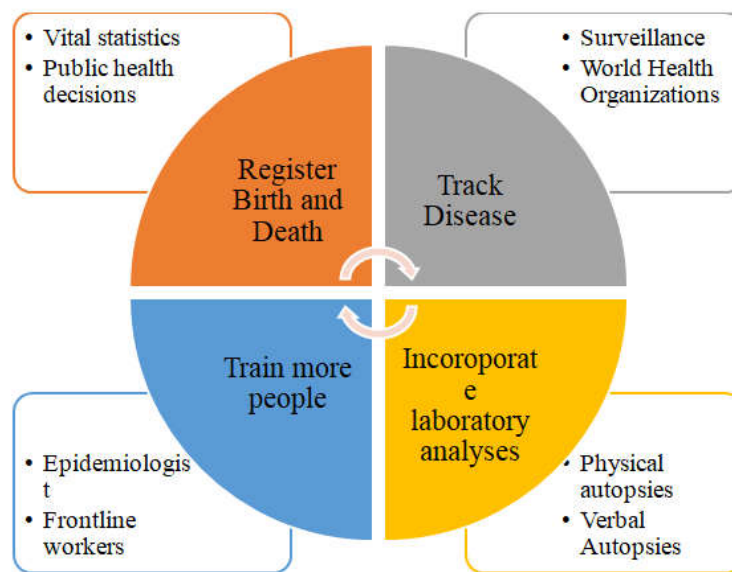 • Vital statistics
• Public health
decisions
• Surveillance
• World Health
Organizations
Register
Birth and
Death
Track
Disease
Train more
people
Incoroporat
e
laboratory
analyses
• Epidemiologis
t
• Frontline
workers
• Physical
autopsies
• Verbal
Autopsies